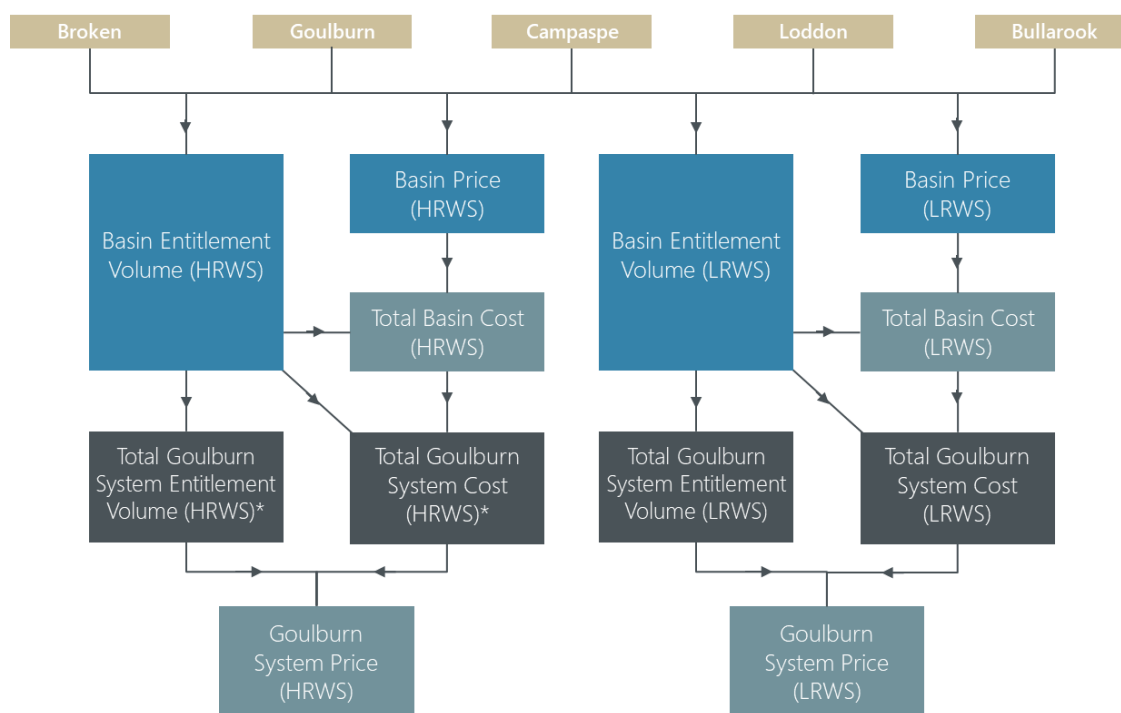 Broken
Goulburn
Campaspe
Loddon
Bullarook
Basin Entitlement
Volume (HRWS)
Basin Price
(HRWS)
Basin Entitlement
Volume (LRWS)
Basin Price
(LRWS)
Total Basin Cost
(HRWS)
Total Basin Cost
(LRWS)
Total Goulburn
System Entitlement
Volume (HRWS)*
Total Goulburn
System Cost
(HRWS)*
Total Goulburn
System Entitlement
Volume (LRWS)
Total Goulburn
System Cost
(LRWS)
Goulburn
System Price
(HRWS)
Goulburn
System Price
(LRWS)